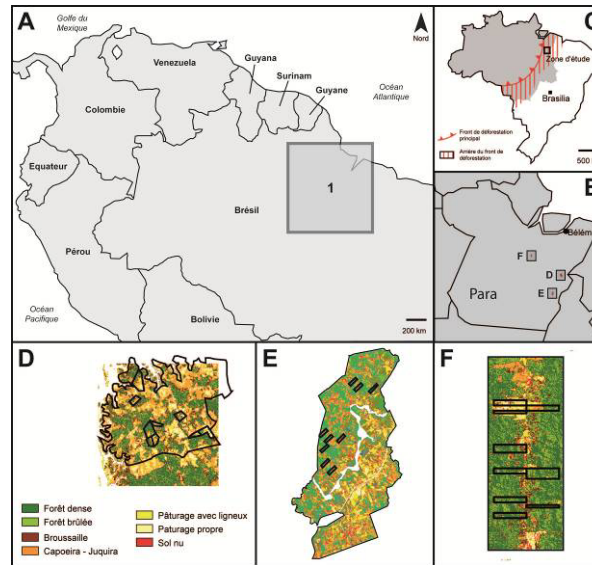 A
Golfe du
Mexique
Nord
Venezuela
Guyana
Surinam
Guyane
Océan
Atlantique
Colombie
Equateur
1
Brésil
Pérou
Océan
Pacifique
Bolivie
200 km
C
Zone d'étude
Brasilia
Front de déforestation
principal
Arrière du front de
déforestation
500
B
Bélém
F
D
E
Para
D
Forêt dense
Forêt brûlée
Broussaille
Capoeira - Juquira
Pâturage avec ligneux
Paturage propre
Sol nu
E
F